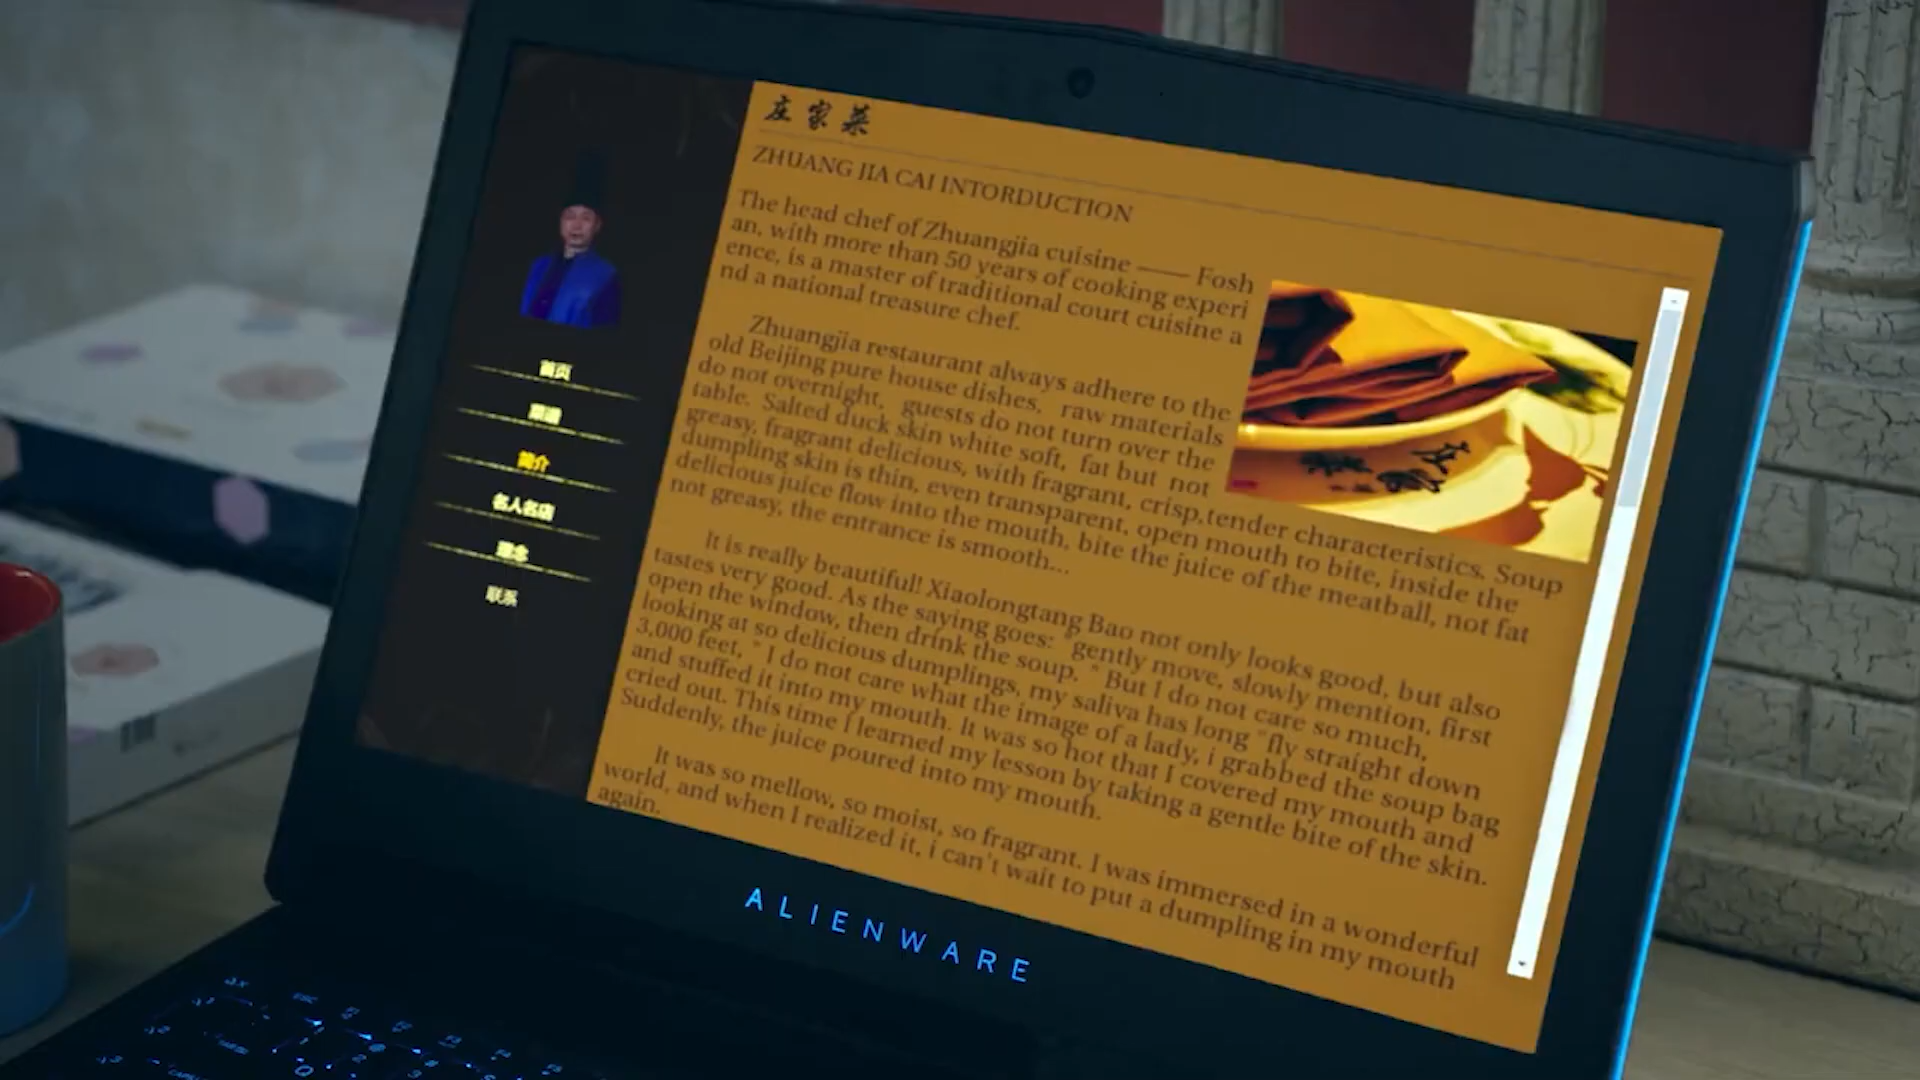 庄家菜
ZHUANG JIA CAI INTORDUCTION
The head chef of Zhuangjia cuisine —— Fosh
an, with more than 50 years of cooking experi
ence, is a master of traditional court cuisine a
nd a national treasure chef.
Zhuangjia restaurant always adhere to the
old Beijing pure house dishes, raw materials
do not overnight, guests do not turn over the
table. Salted duck skin white soft, fat but not
greasy, fragrant delicious, with fragrant, crisp,tender characteristics. Soup
dumpling skin is thin, even transparent, open mouth to bite, inside the
delicious juice flow into the mouth, bite the juice of the meatball, not fat
not greasy, the entrance is smooth...
It is really beautiful! Xiaolongtang Bao not only looks good, but also
tastes very good. As the saying goes: "gently move, slowly mention, first
open the window, then drink the soup. " But I do not care so much,
looking at so delicious dumplings, my saliva has long "fly straight down
3,000 feet, " I do not care what the image of a lady, i grabbed the soup bag
and stuffed it into my mouth. It was so hot that I covered my mouth and
cried out. This time I learned my lesson by taking a gentle bite of the skin.
Suddenly, the juice poured into my mouth.
It was so mellow, so moist, so fragrant. I was immersed in a wonderful
world, and when I realized it, i can't wait to put a dumpling in my mouth
again.
首页
菜谱
简介
名人名店
理念
联系
ALIENWARE